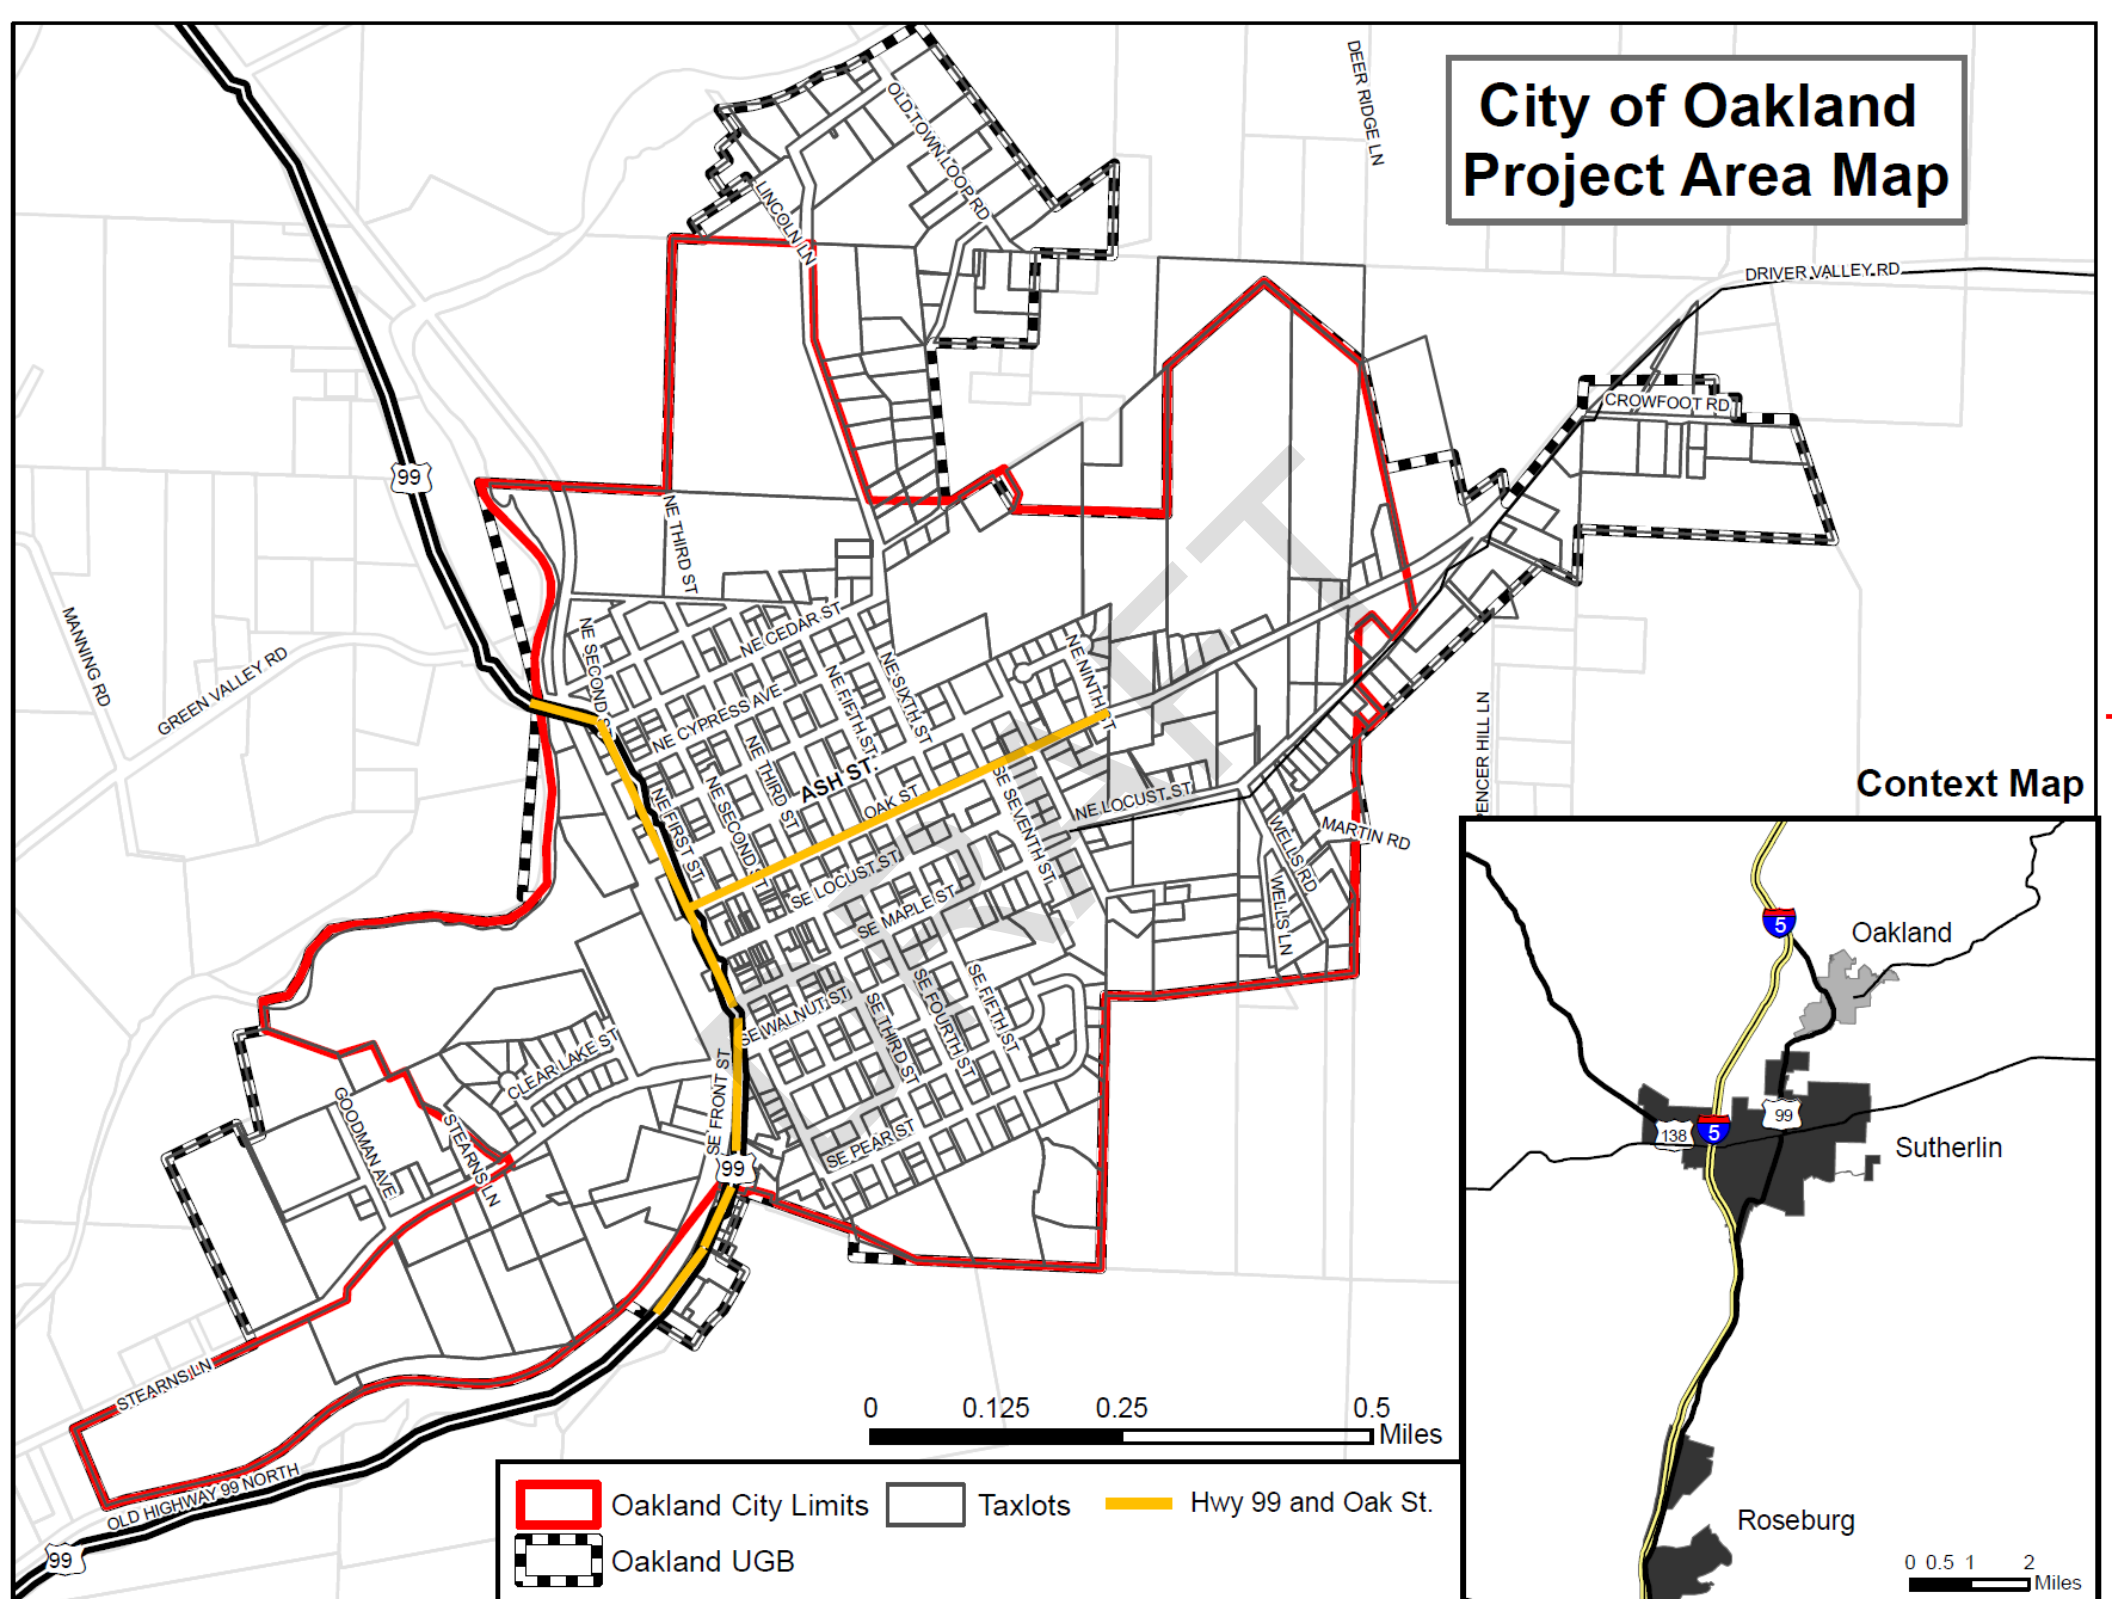 City of Oakland
Project Area Map
DEER RIDGE LN
OLD TOWN LOOP RD
LINCOLN LN
DRIVER VALLEY RD
CROWFOOT RD
99
NE THIRD ST
MANNING RD
GREEN VALLEY RD
NE SECOND ST
NE CEDAR ST
NE CYPRESS AVE
NE FIFTH ST
NE SIXTH ST
NE NINTH ST
NE THIRD ST
ASH ST.
OAK ST
NE FIRST ST
NE SECOND ST
SE SEVENTH ST
NE LOCUST ST
SE LOCUST ST
SE MAPLE ST
WELLS RD
WELLS LN
MARTIN RD
PENCER HILL LN
DRAFT
SE WALNUT ST
SE THIRD ST
SE FOURTH ST
SE FIFTH ST
SE PEAR ST
SE FRONT ST
99
CLEAR LAKE ST
GOODMAN AVE
STEARNS LN
STEARNS LN
OLD HIGHWAY 99 NORTH
99
0 0.125 0.25 0.5
Miles
Oakland City Limits
Taxlots
Hwy 99 and Oak St.
Oakland UGB
Context Map
5
Oakland
99
138
5
Sutherlin
Roseburg
0 0.5 1 2
Miles